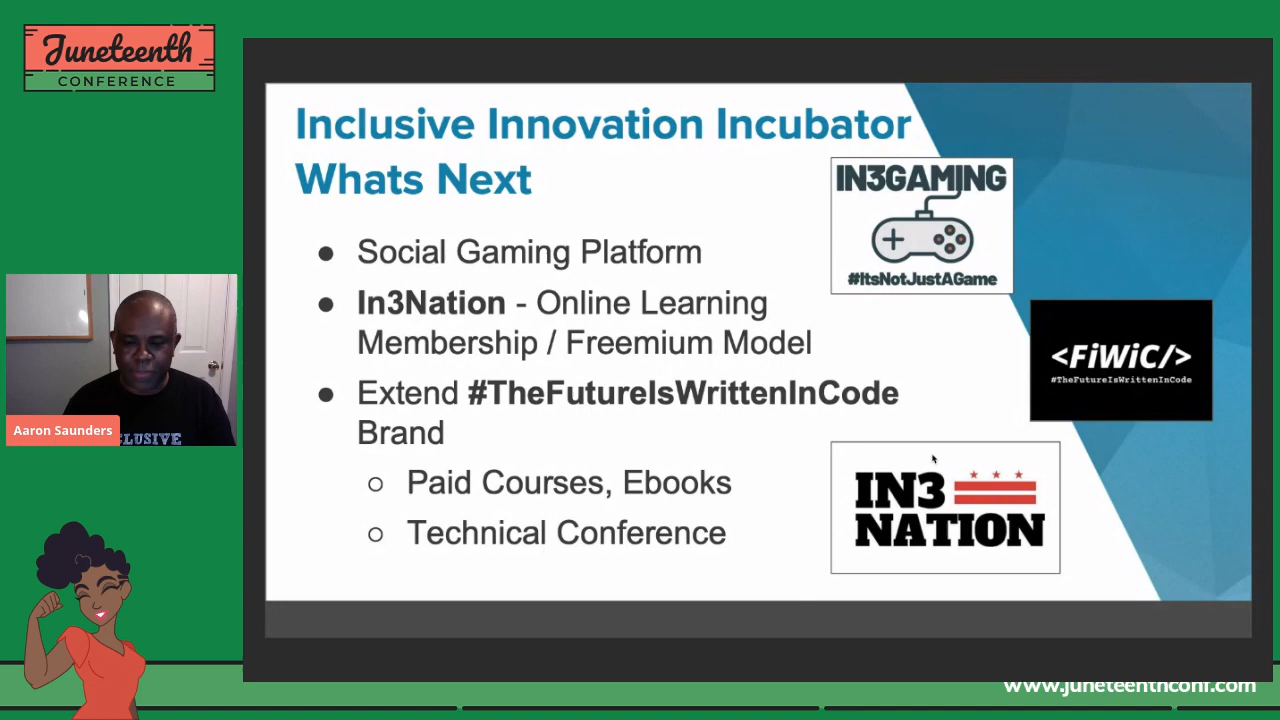 Juneteenth
CONFERENCE
Inclusive Innovation Incubator
Whats Next
● Social Gaming Platform
● In3Nation - Online Learning
Membership / Freemium Model
● Extend #TheFutureIsWrittenInCode
Brand
○ Paid Courses, Ebooks
○ Technical Conference
IN3GAMING
#ItsNotJustAGame
<FiWiC/>
#TheFutureIsWrittenInCode
IN3
NATION
Aaron Saunders
CLUSIVE
www.juneteenthconf.com